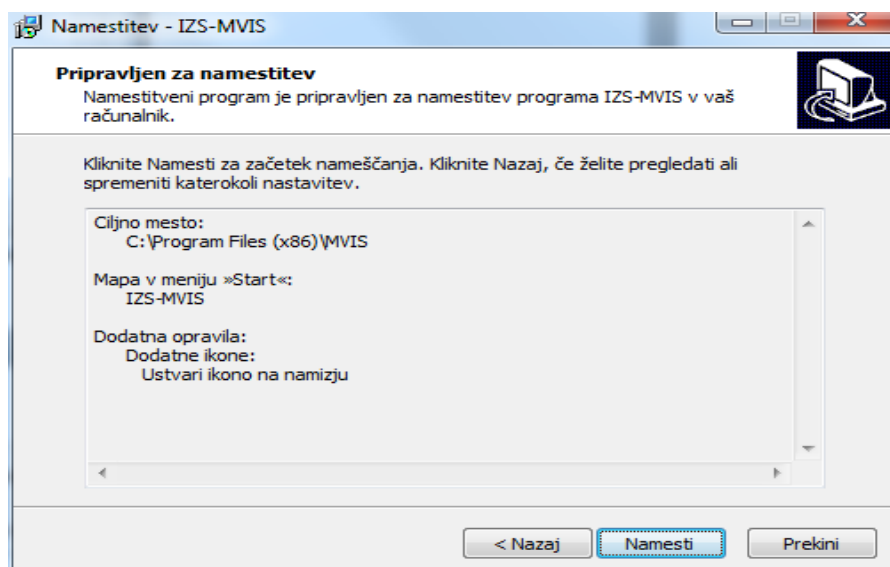 Namestitev - IZS-MVIS
Pripravljen za namestitev
Namestitveni program je pripravljen za namestitev programa IZS-MVIS v vaš
računalnik.
Kliknite Namesti za začetek nameščanja. Kliknite Nazaj, če želite pregledati ali
spremeniti katerokoli nastavitev.
Ciljno mesto:
C:\Program Files (x86)\MVIS
Mapa v meniju »Start«:
IZS-MVIS
Dodatna opravila:
Dodatne ikone:
Ustvari ikono na namizju
< Nazaj
Namesti
Prekini